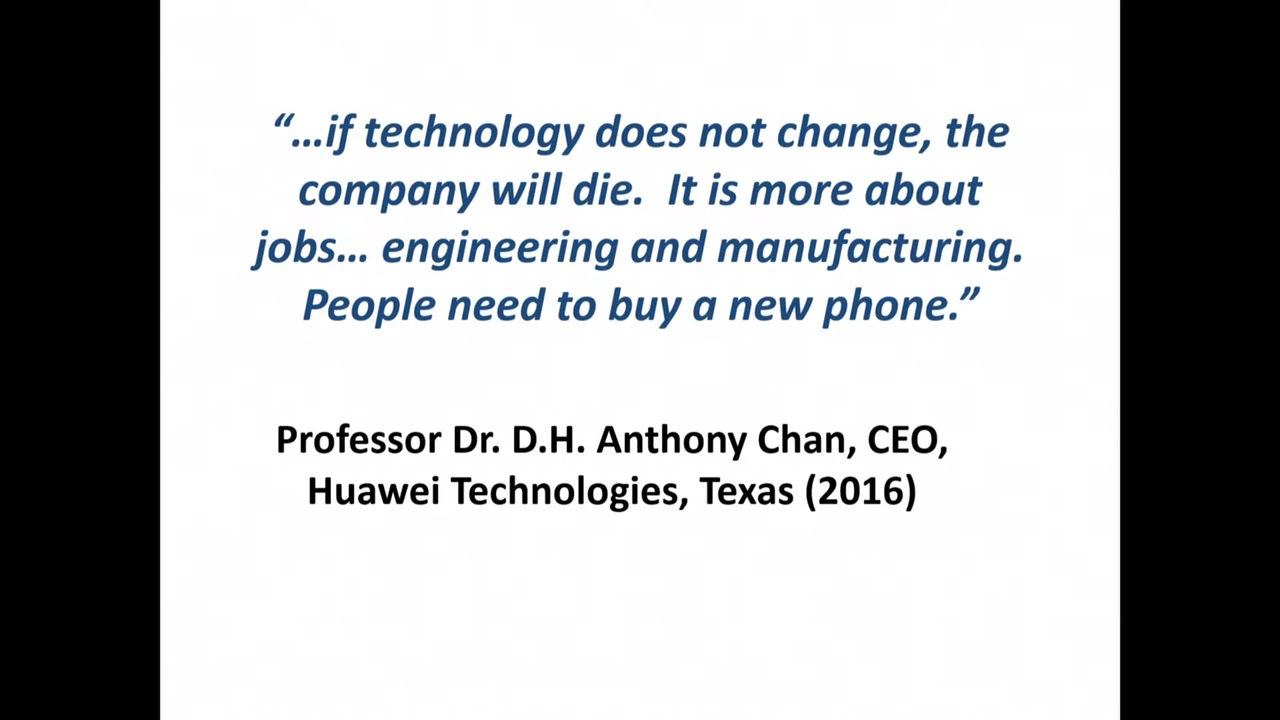 “...if technology does not change, the
company will die.  It is more about
jobs... engineering and manufacturing.
People need to buy a new phone.”
Professor Dr. D.H. Anthony Chan, CEO,
Huawei Technologies, Texas (2016)